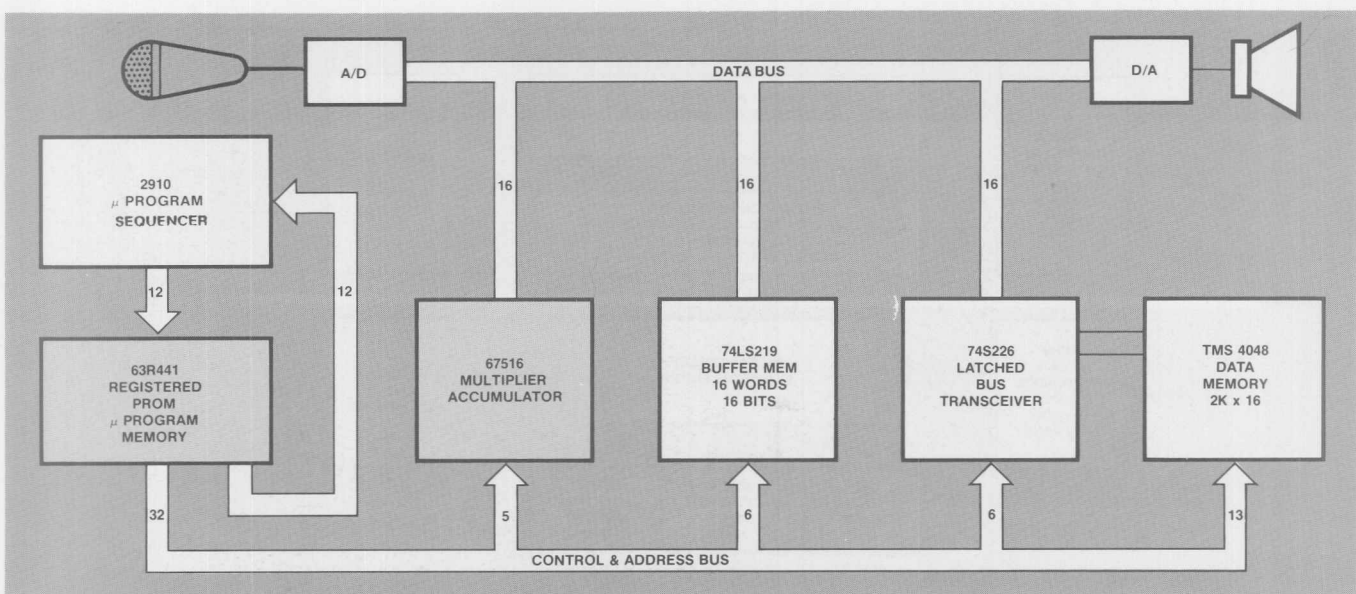 A/D
DATA BUS
D/A
2910
μ PROGRAM
SEQUENCER
16
16
16
12
12
63R441
REGISTERED
PROM
μ PROGRAM
MEMORY
67516
MULTIPLIER
ACCUMULATOR
74LS219
BUFFER MEM
16 WORDS
16 BITS
74S226
LATCHED
BUS
TRANSCEIVER
TMS 4048
DATA
MEMORY
2K x 16
32
5
6
6
13
CONTROL & ADDRESS BUS